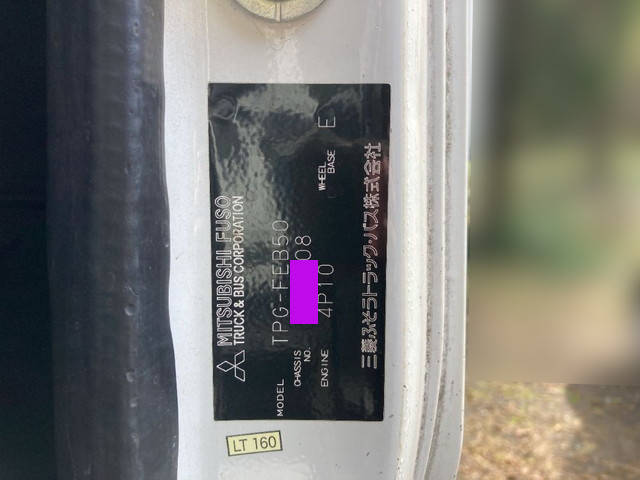 MITSUBISHI FUSO
TRUCK & BUS CORPORATION
MODEL TPG-FEB50
CHASSIS NO. 08
ENGINE 4P10 WHEEL BASE E
三菱ふそうトラック・バス株式会社
LT 160